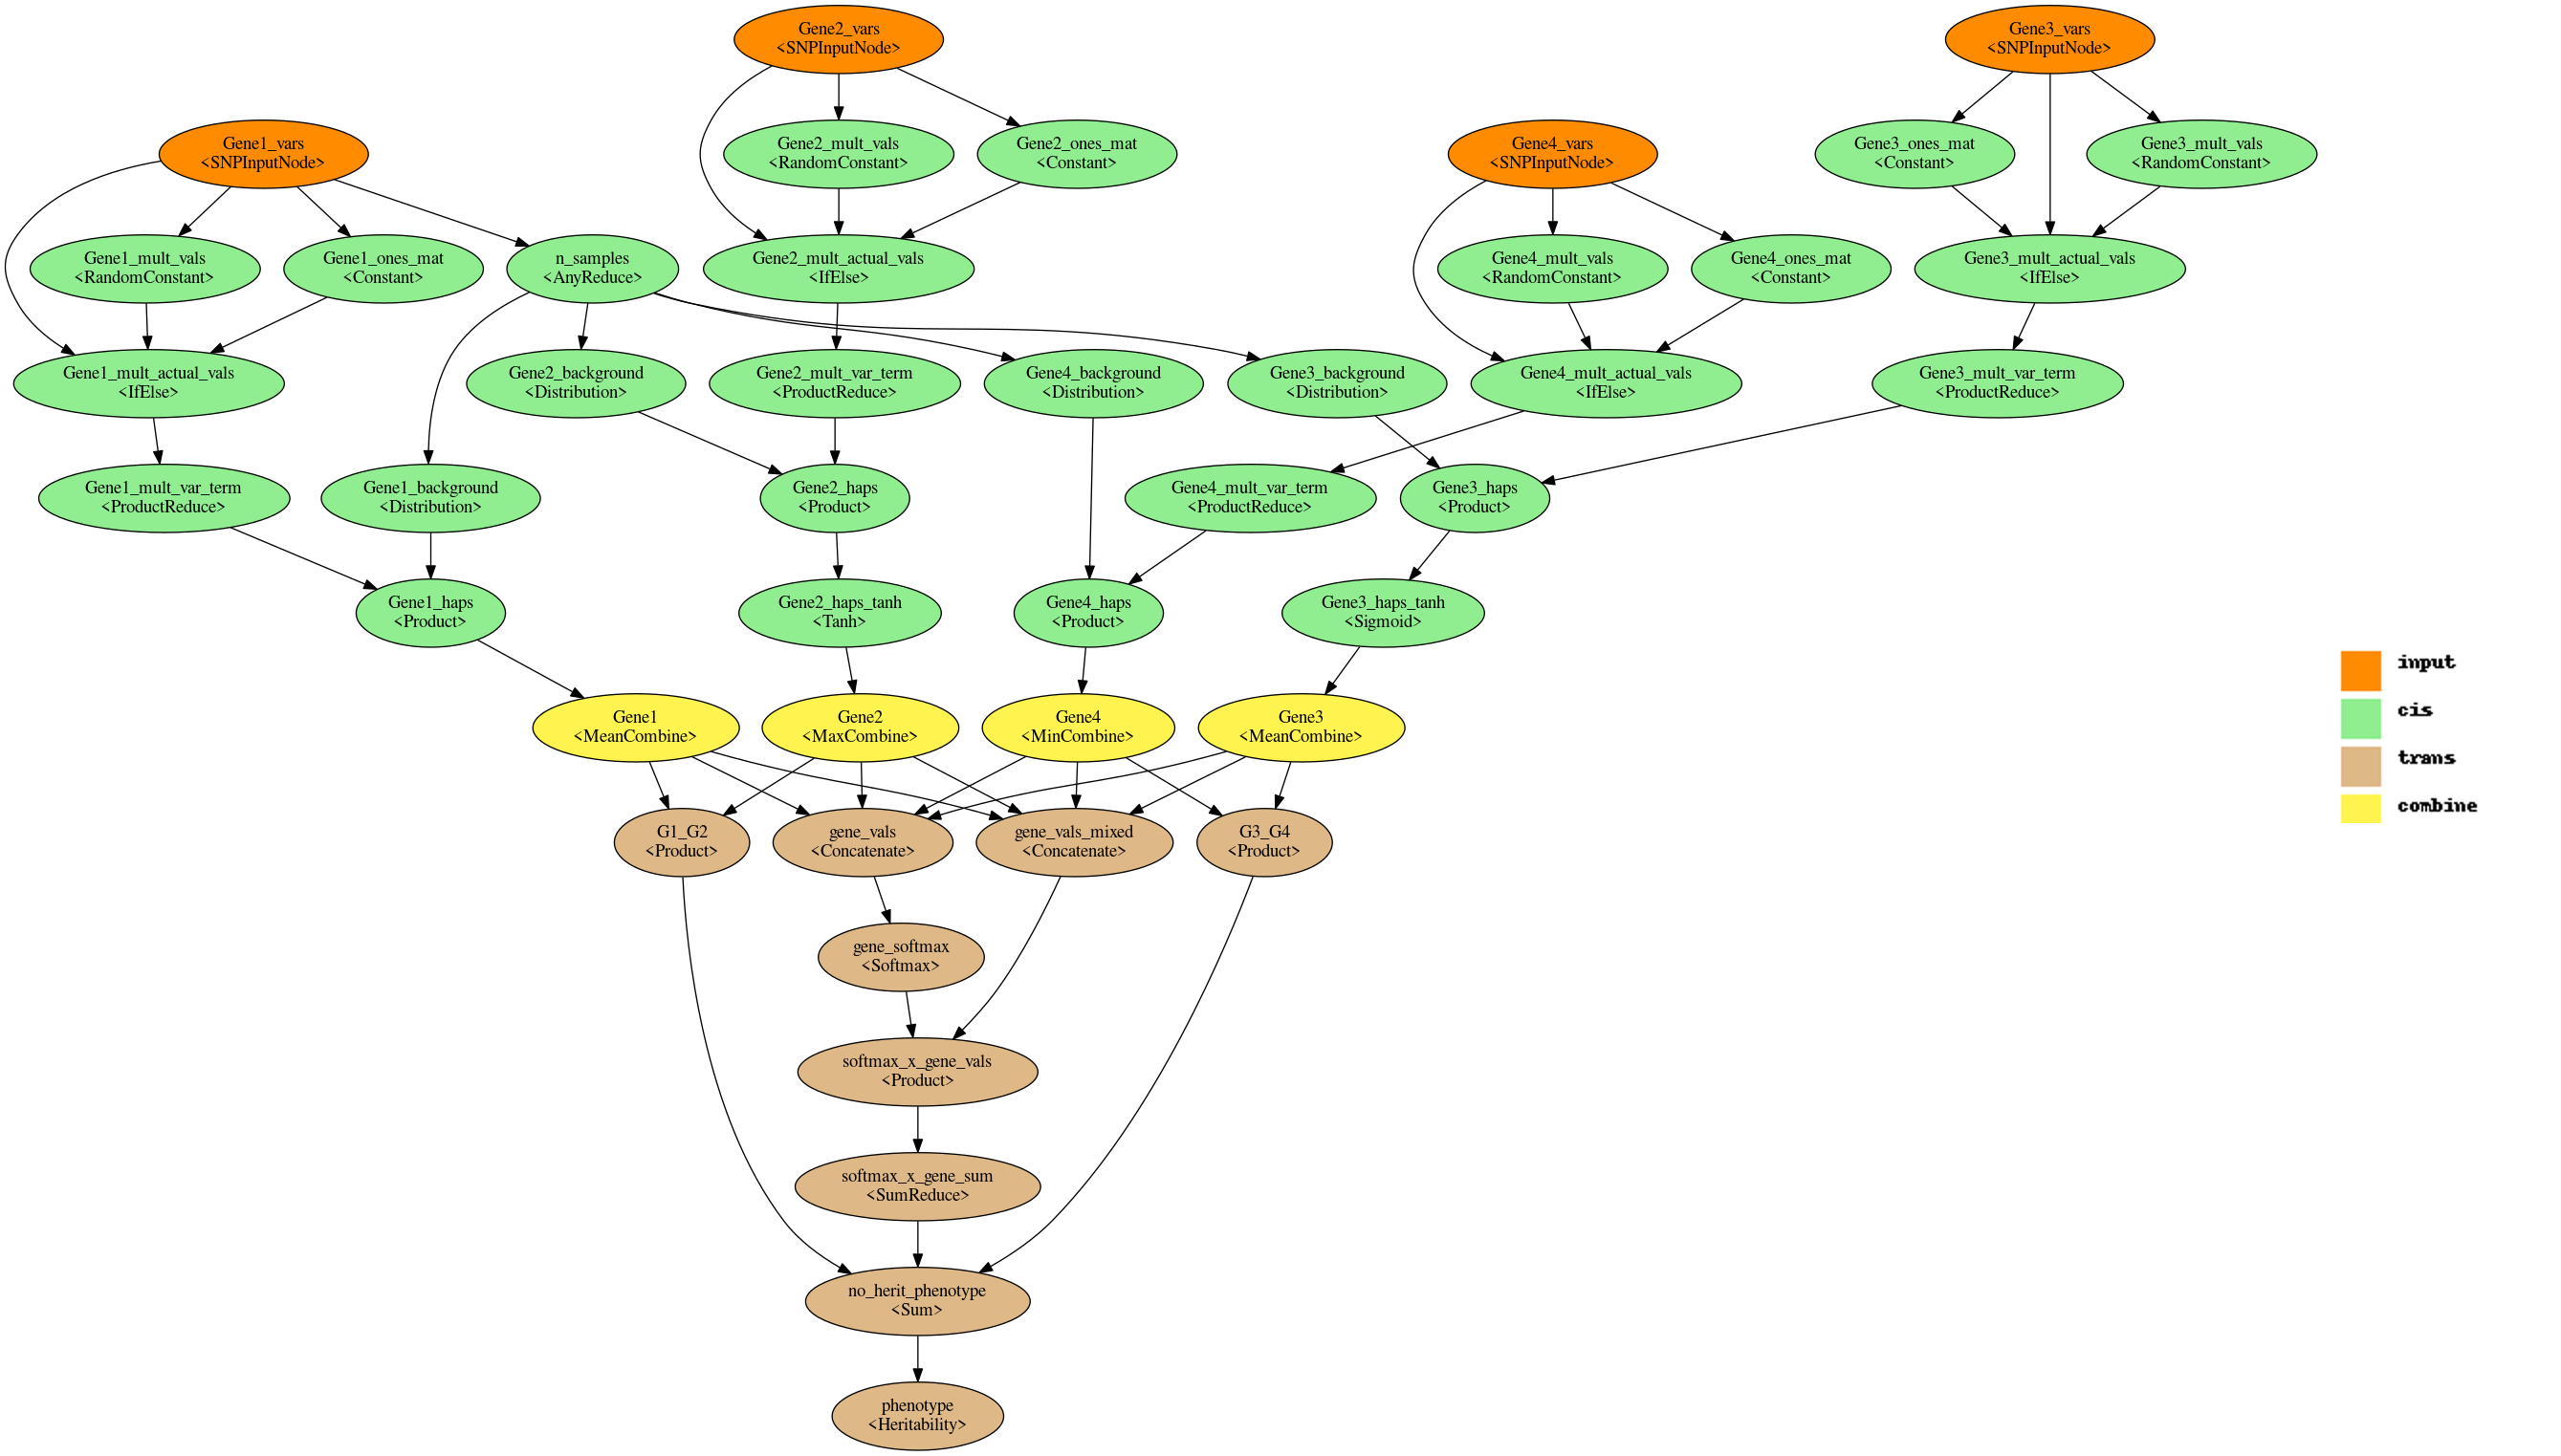 Gene2_vars
<SNPInputNode>
Gene3_vars
<SNPInputNode>
Gene1_vars
<SNPInputNode>
Gene2_mult_vals
<RandomConstant>
Gene2_ones_mat
<Constant>
Gene4_vars
<SNPInputNode>
Gene3_ones_mat
<Constant>
Gene3_mult_vals
<RandomConstant>
Gene1_mult_vals
<RandomConstant>
Gene1_ones_mat
<Constant>
n_samples
<AnyReduce>
Gene2_mult_actual_vals
<IfElse>
Gene4_mult_vals
<RandomConstant>
Gene4_ones_mat
<Constant>
Gene3_mult_actual_vals
<IfElse>
Gene1_mult_actual_vals
<IfElse>
Gene2_background
<Distribution>
Gene2_mult_var_term
<ProductReduce>
Gene4_background
<Distribution>
Gene3_background
<Distribution>
Gene4_mult_actual_vals
<IfElse>
Gene3_mult_var_term
<ProductReduce>
Gene1_mult_var_term
<ProductReduce>
Gene1_background
<Distribution>
Gene2_haps
<Product>
Gene4_mult_var_term
<ProductReduce>
Gene3_haps
<Product>
Gene1_haps
<Product>
Gene2_haps_tanh
<Tanh>
Gene4_haps
<Product>
Gene3_haps_tanh
<Sigmoid>
Gene1
<MeanCombine>
Gene2
<MaxCombine>
Gene4
<MinCombine>
Gene3
<MeanCombine>
G1_G2
<Product>
gene_vals
<Concatenate>
gene_vals_mixed
<Concatenate>
G3_G4
<Product>
gene_softmax
<Softmax>
softmax_x_gene_vals
<Product>
softmax_x_gene_sum
<SumReduce>
no_herit_phenotype
<Sum>
phenotype
<Heritability>
input
cis
trans
combine